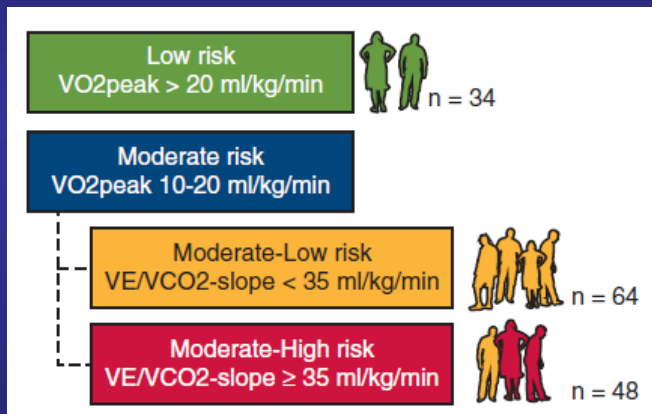 Low risk
VO2peak > 20 ml/kg/min
n = 34
Moderate risk
VO2peak 10-20 ml/kg/min
Moderate-Low risk
VE/VCO2-slope < 35 ml/kg/min
n = 64
Moderate-High risk
VE/VCO2-slope ≥ 35 ml/kg/min
n = 48